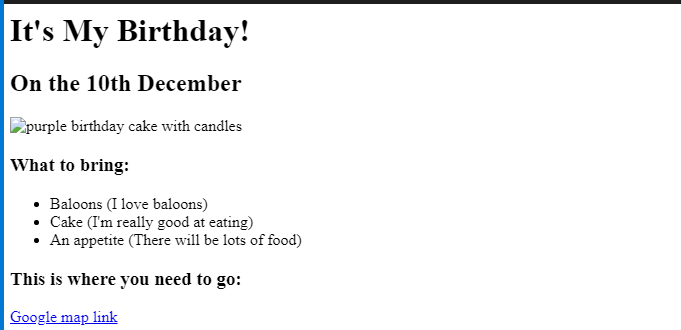 It's My Birthday!
On the 10th December
purple birthday cake with candles
What to bring:
Baloons (I love baloons)
Cake (I'm really good at eating)
An appetite (There will be lots of food)
This is where you need to go:
Google map link